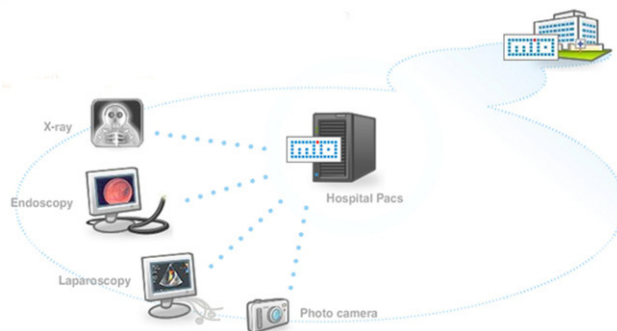 X-ray
Endoscopy
Hospital Pacs
Laparoscopy
Photo camera